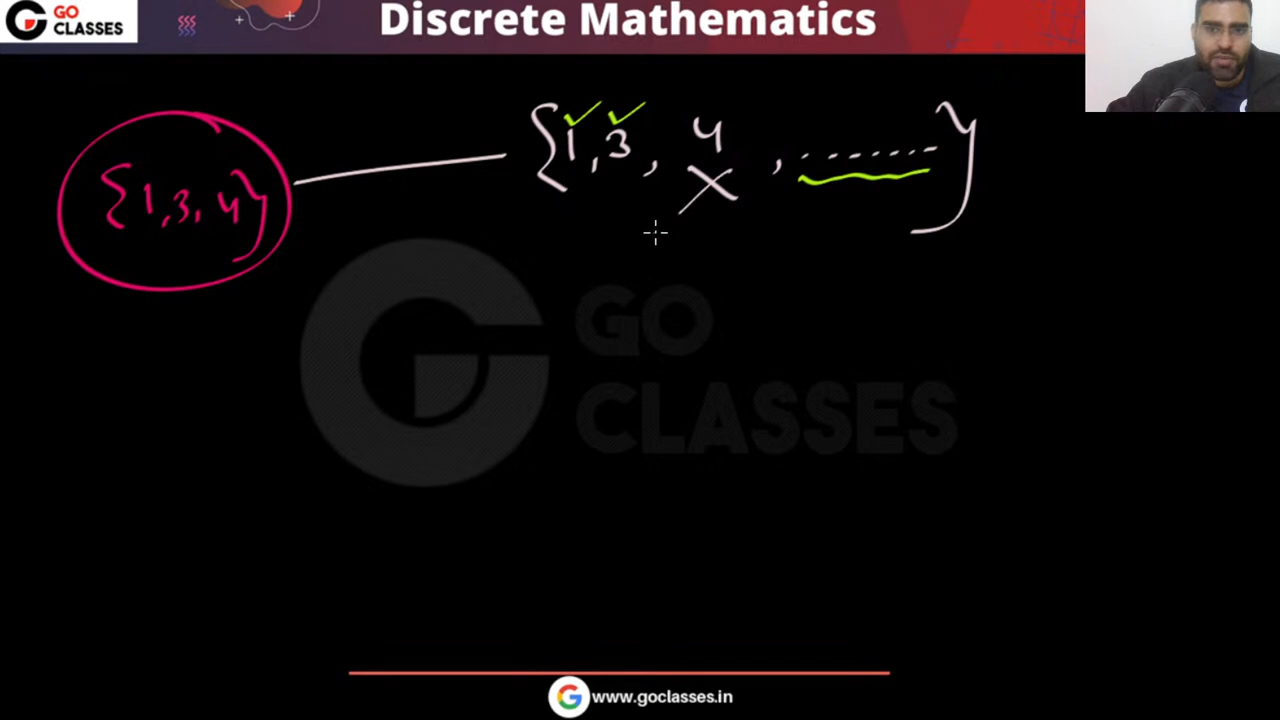 GO
CLASSES
Discrete Mathematics
{1, 3, 4}
{1, 3, 4, .......}
GO
CLASSES
www.goclasses.in